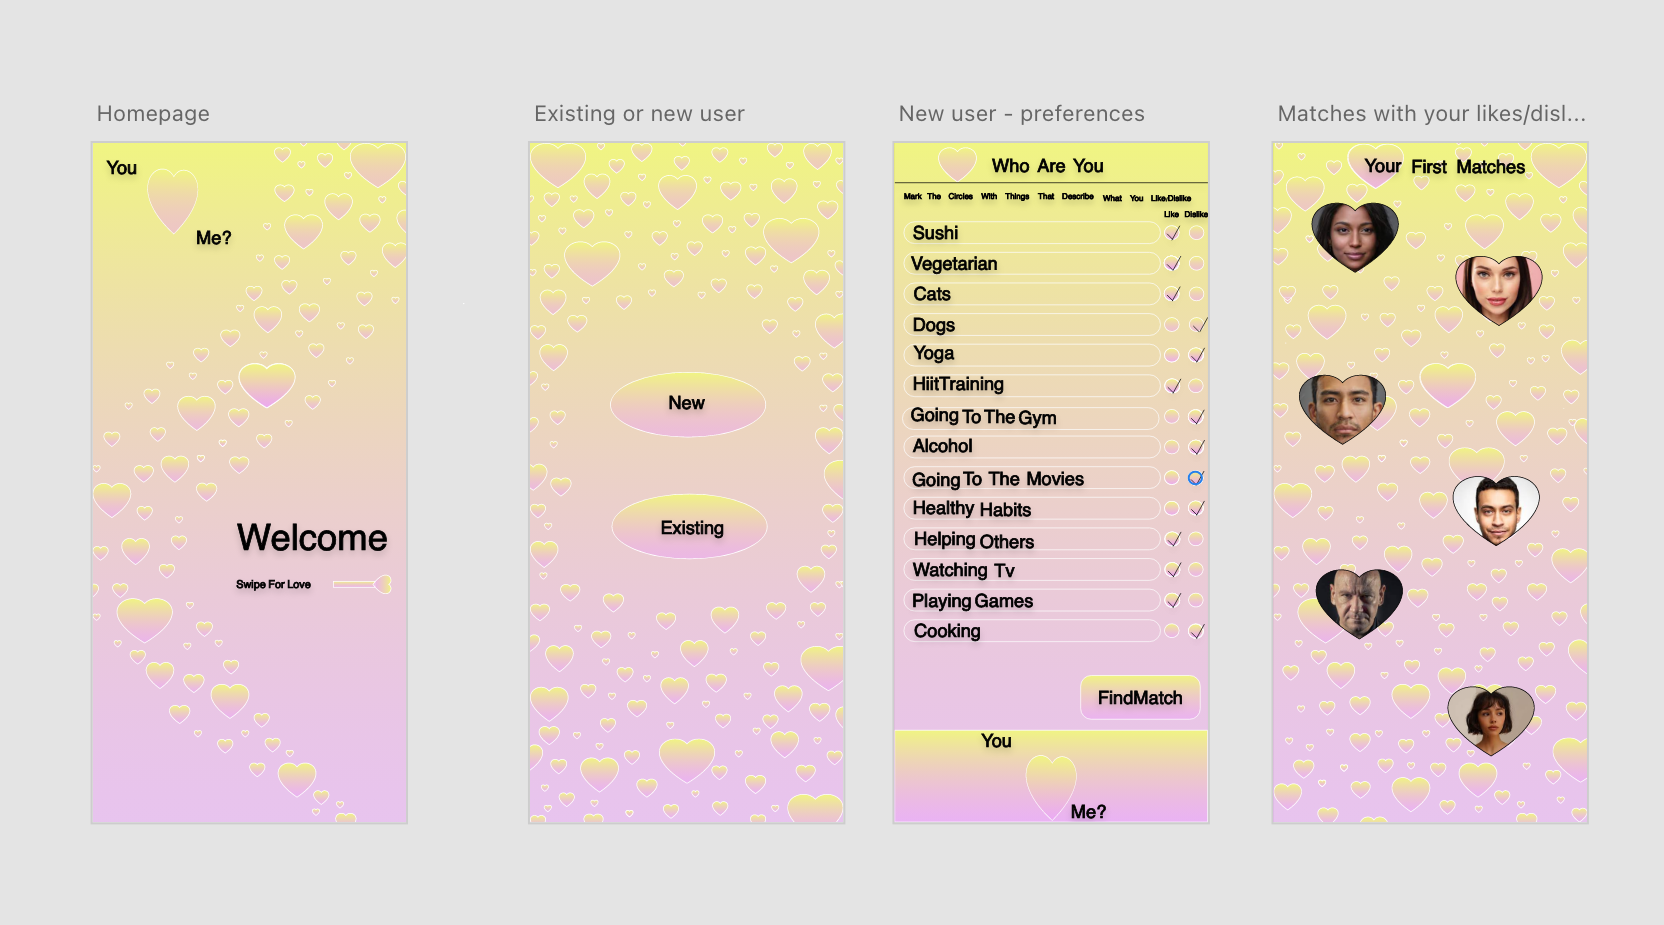 Homepage
You
Me?
Welcome
Swipe For Love
Existing or new user
New
Existing
New user - preferences
Who Are You
Mark The Circles With Things That Describe What You Like/Dislike
Like Dislike
Sushi
Vegetarian
Cats
Dogs
Yoga
HiitTraining
Going To The Gym
Alcohol
Going To The Movies
Healthy Habits
Helping Others
Watching Tv
Playing Games
Cooking
FindMatch
You
Me?
Matches with your likes/disl...
Your First Matches